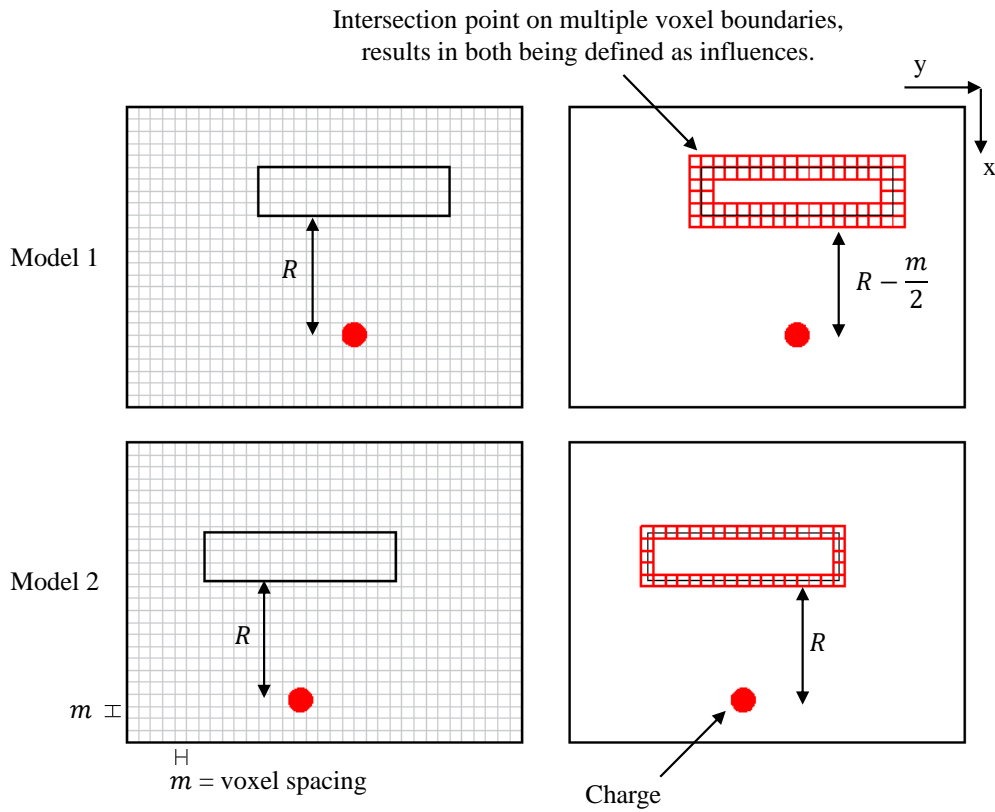 Intersection point on multiple voxel boundaries,
results in both being defined as influences.
y
x
Model 1
R
R − m/2
Model 2
R
R
m
m = voxel spacing
Charge